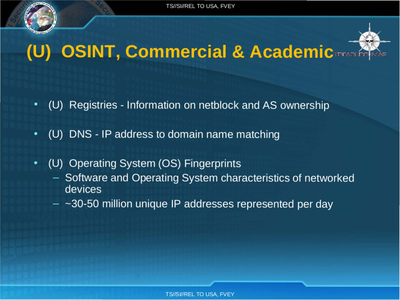 TS//SI//REL TO USA, FVEY
(U) OSINT, Commercial & Academic
• (U) Registries - Information on netblock and AS ownership
• (U) DNS - IP address to domain name matching
• (U) Operating System (OS) Fingerprints
– Software and Operating System characteristics of networked
devices
– ~30-50 million unique IP addresses represented per day
TS//SI//REL TO USA, FVEY